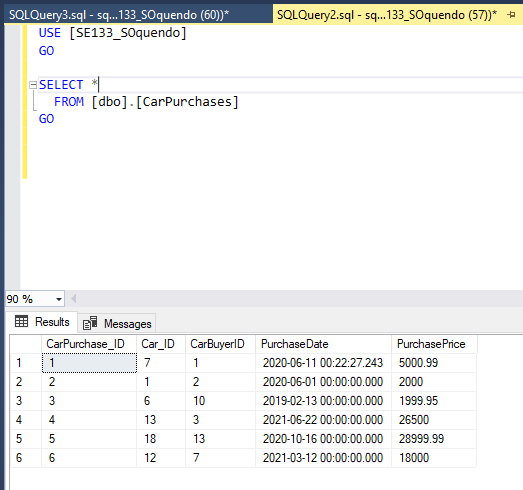 SQLQuery3.sql - sq...133_SOquendo (60))*
SQLQuery2.sql - sq...133_SOquendo (57))*
USE [SE133_SOquendo]
GO
SELECT *
FROM [dbo].[CarPurchases]
GO
90 %
Results Messages
CarPurchase_ID Car_ID CarBuyerID PurchaseDate PurchasePrice
1 1 7 1 2020-06-11 00:22:27.243 5000.99
2 2 1 2 2020-06-01 00:00:00.000 2000
3 3 6 10 2019-02-13 00:00:00.000 1999.95
4 4 13 3 2021-06-22 00:00:00.000 26500
5 5 18 13 2020-10-16 00:00:00.000 28999.99
6 6 12 7 2021-03-12 00:00:00.000 18000